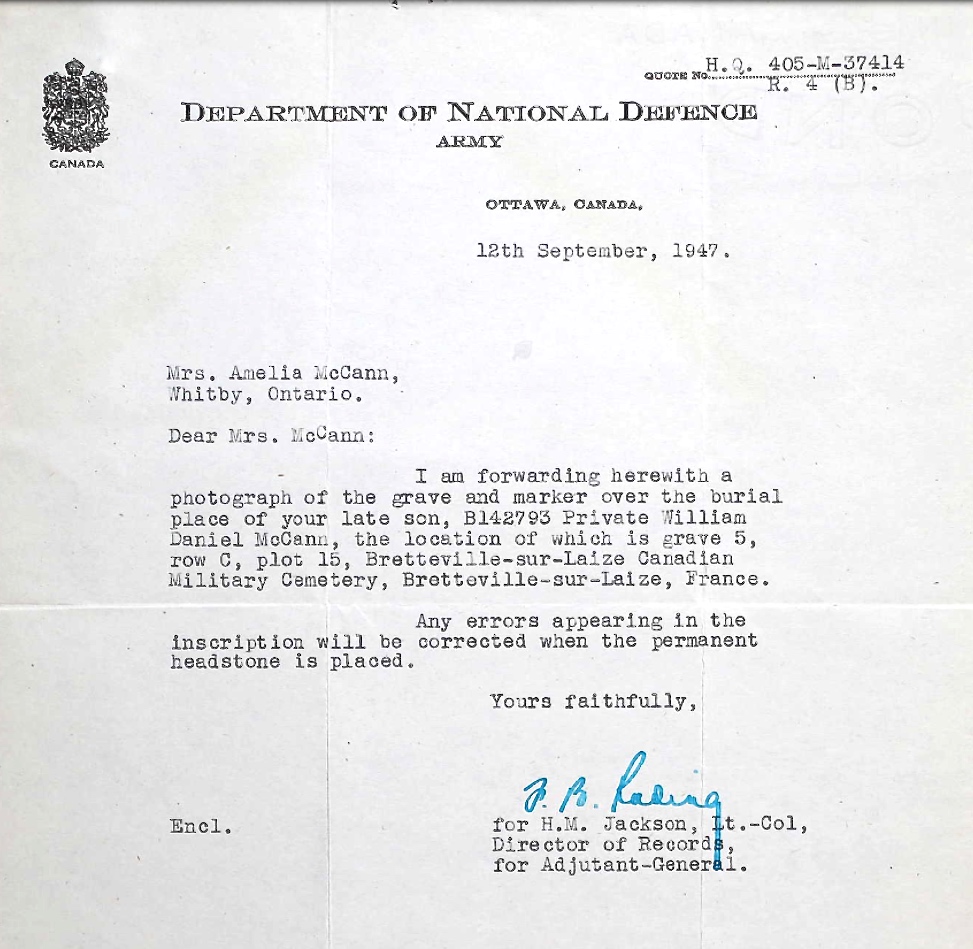 H.Q. 405-M-37414
QUOTE NO.
R. 4 (B).
DEPARTMENT OF NATIONAL DEFENCE
ARMY
CANADA
OTTAWA, CANADA,
12th September, 1947.
Mrs. Amelia McCann,
Whitby, Ontario.
Dear Mrs. McCann:
I am forwarding herewith a
photograph of the grave and marker over the burial
place of your late son, B142793 Private William
Daniel McCann, the location of which is grave 5,
row C, plot 15, Bretteville-sur-Laize Canadian
Military Cemetery, Bretteville-sur-Laize, France.
Any errors appearing in the
inscription will be corrected when the permanent
headstone is placed.
Yours faithfully,
Encl.
for H.M. Jackson, Lt.-Col,
Director of Records,
for Adjutant-General.